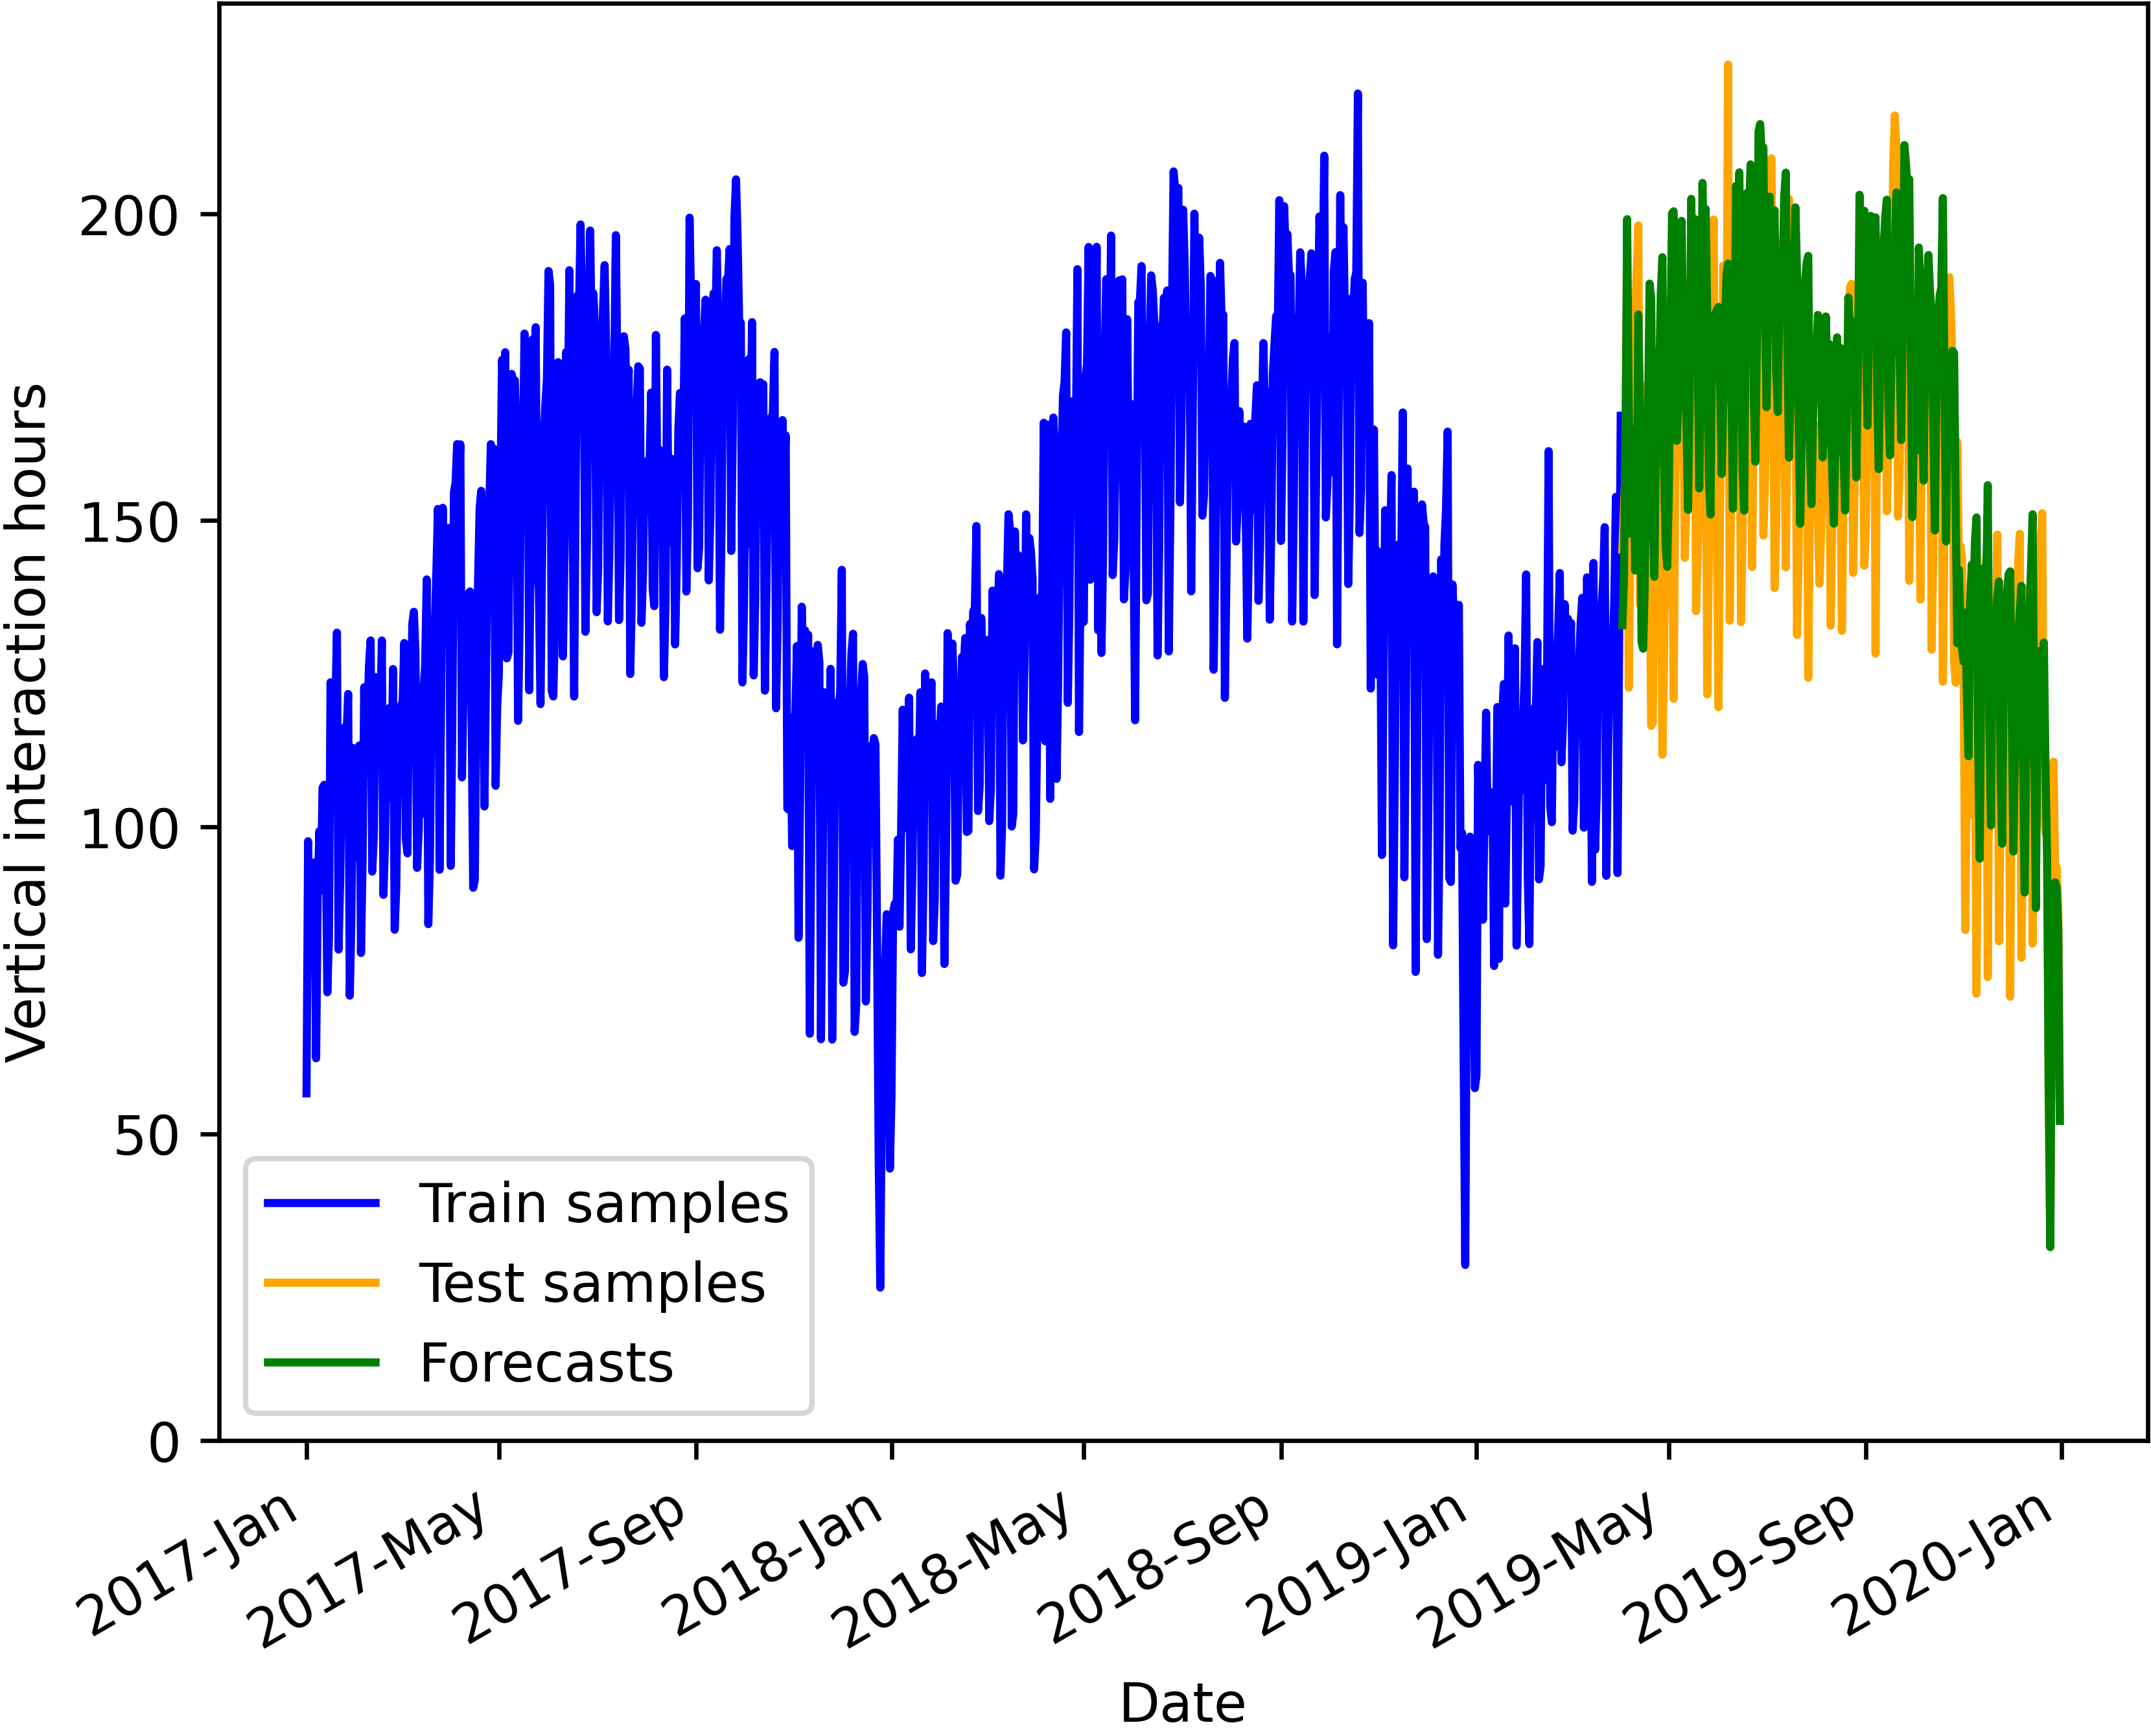 Vertical interaction hours
200
150
100
50
0
Train samples
Test samples
Forecasts
2017-Jan
2017-May
2017-Sep
2018-Jan
2018-May
2018-Sep
2019-Jan
2019-May
2019-Sep
2020-Jan
Date